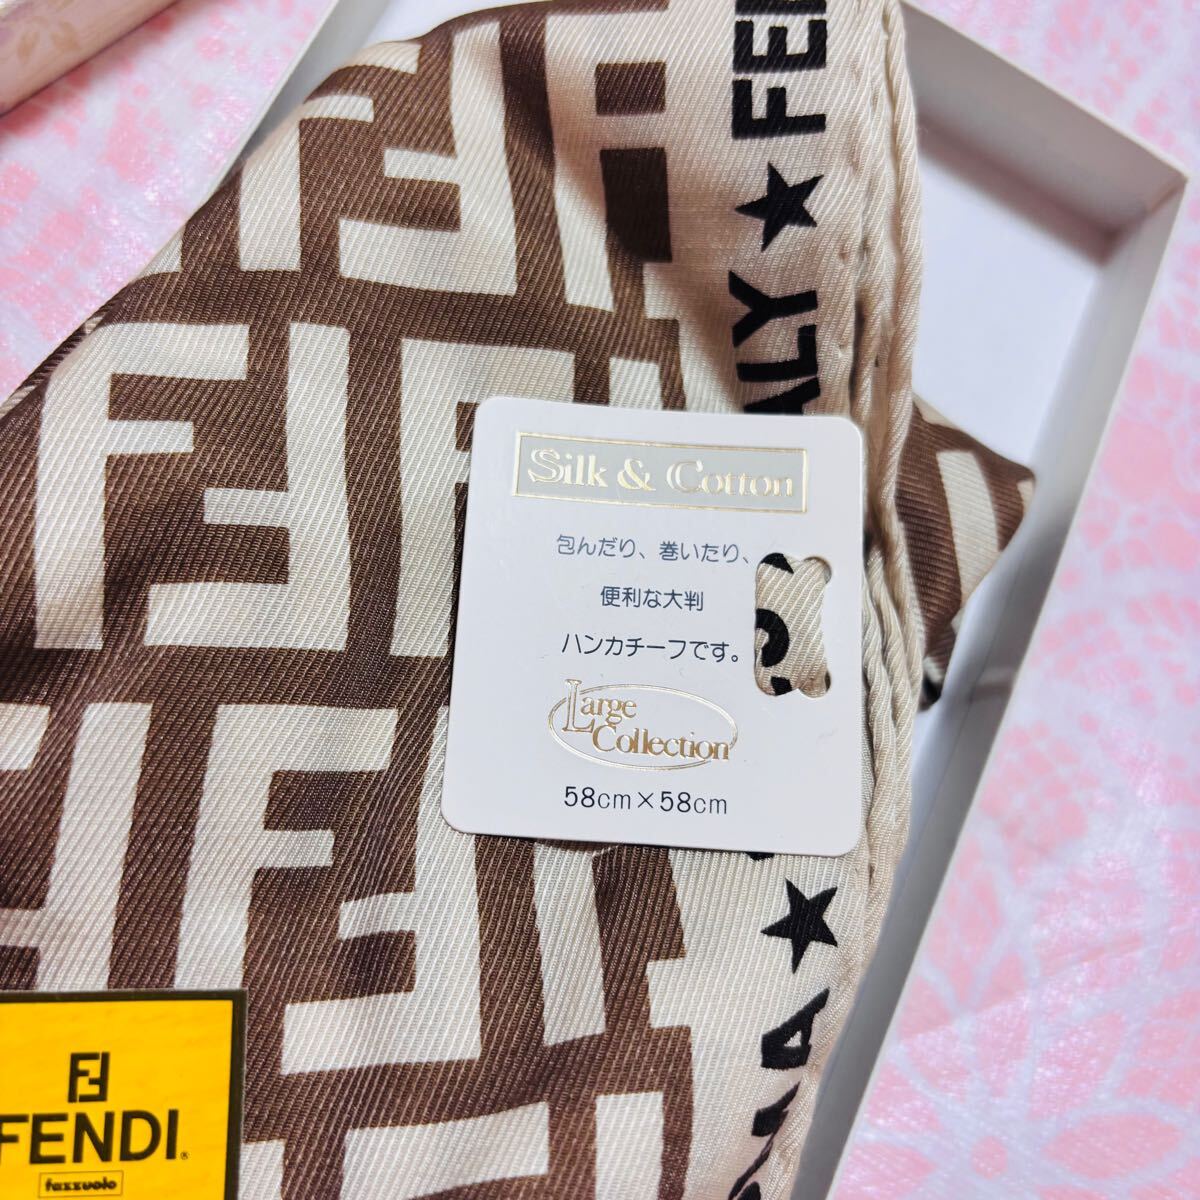 FE
★
ALY
Silk & Cotton
包んだり、巻いたり、
便利な大判
ハンカチーフです。
Large
Collection
58cm×58cm
★
FENDI®
fazzuolo